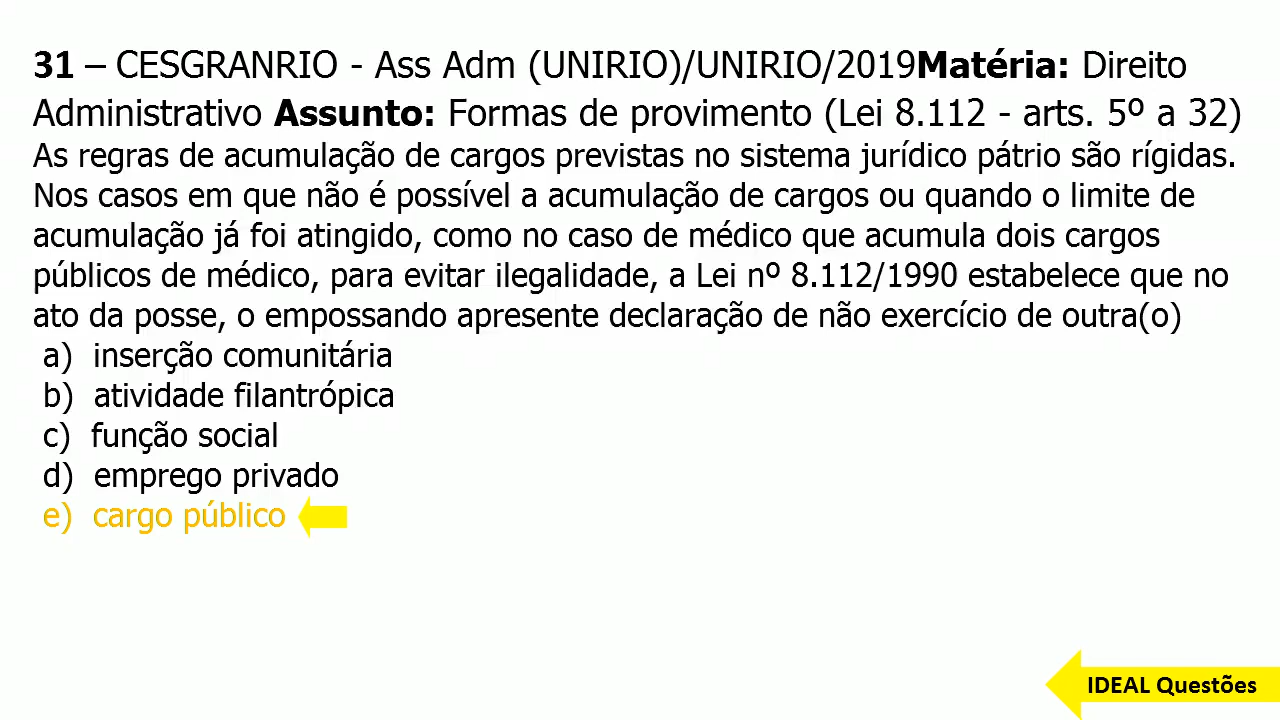 31 – CESGRANRIO - Ass Adm (UNIRIO)/UNIRIO/2019Matéria: Direito
Administrativo Assunto: Formas de provimento (Lei 8.112 - arts. 5º a 32)
As regras de acumulação de cargos previstas no sistema jurídico pátrio são rígidas.
Nos casos em que não é possível a acumulação de cargos ou quando o limite de
acumulação já foi atingido, como no caso de médico que acumula dois cargos
públicos de médico, para evitar ilegalidade, a Lei nº 8.112/1990 estabelece que no
ato da posse, o empossando apresente declaração de não exercício de outra(o)
a) inserção comunitária
b) atividade filantrópica
c) função social
d) emprego privado
e) cargo público
IDEAL Questões